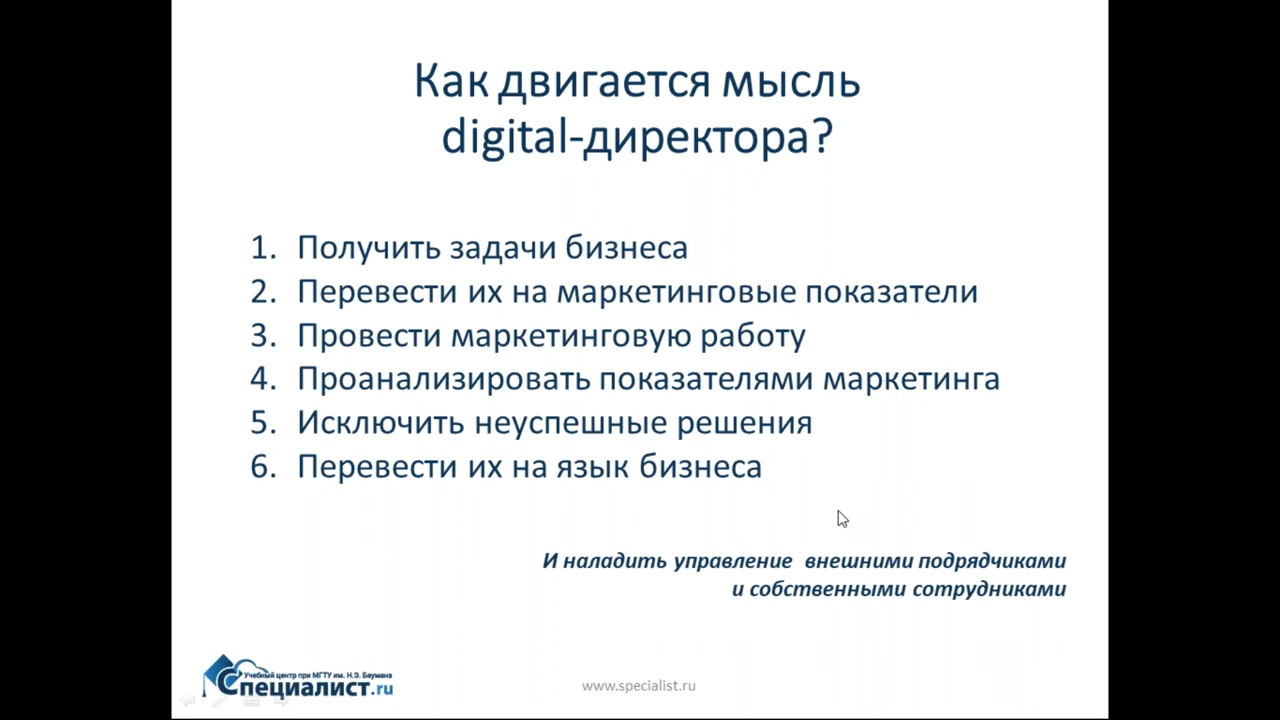 Как двигается мысль
digital-директора?
1. Получить задачи бизнеса
2. Перевести их на маркетинговые показатели
3. Провести маркетинговую работу
4. Проанализировать показателями маркетинга
5. Исключить неуспешные решения
6. Перевести их на язык бизнеса
И наладить управление внешними подрядчиками
и собственными сотрудниками
Учебный центр при МГТУ им. Н.Э. Баумана
Специалист.ru
www.specialist.ru